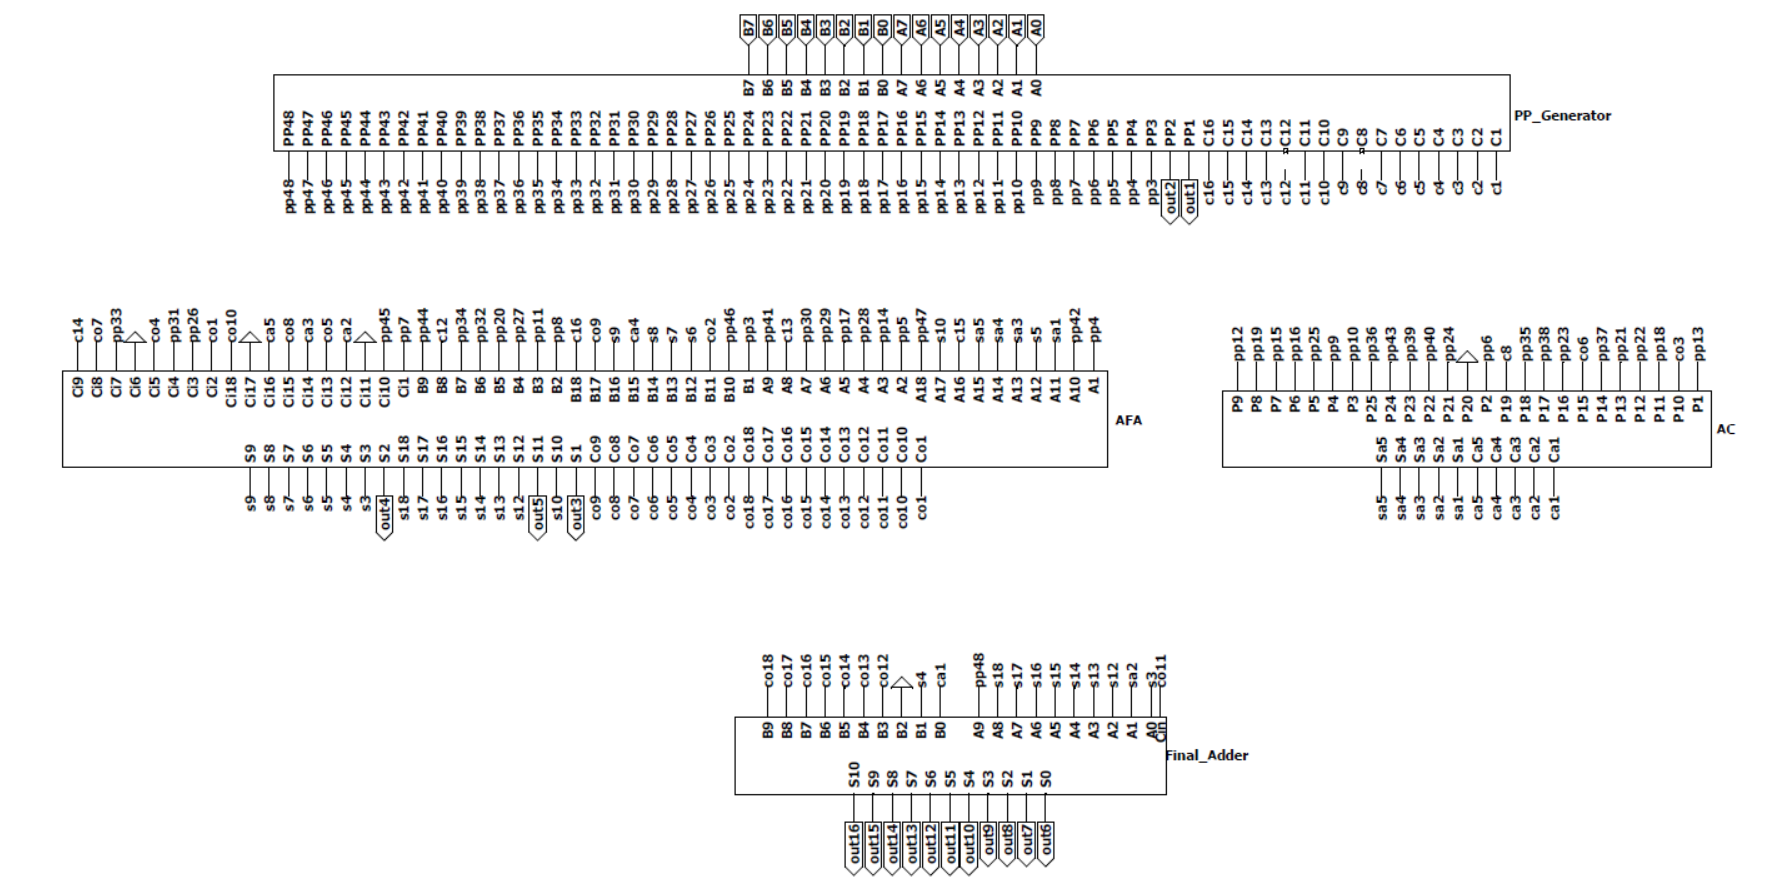 B7 B6 B5 B4 B3 B2 B1 B0 A7 A6 A5 A4 A3 A2 A1 A0
B7 B6 B5 B4 B3 B2 B1 B0 A7 A6 A5 A4 A3 A2 A1 A0
PP48 PP47 PP46 PP45 PP44 PP43 PP42 PP41 PP40 PP39 PP38 PP37 PP36 PP35 PP34 PP33 PP32 PP31 PP30 PP29 PP28 PP27 PP26 PP25 PP24 PP23 PP22 PP21 PP20 PP19 PP18 PP17 PP16 PP15 PP14 PP13 PP12 PP11 PP10 PP9 PP8 PP7 PP6 PP5 PP4 PP3 PP2 PP1 C16 C15 C14 C13 C12 C11 C10 C9 C8 C7 C6 C5 C4 C3 C2 C1
PP_Generator
pp48 pp47 pp46 pp45 pp44 pp43 pp42 pp41 pp40 pp39 pp38 pp37 pp36 pp35 pp34 pp33 pp32 pp31 pp30 pp29 pp28 pp27 pp26 pp25 pp24 pp23 pp22 pp21 pp20 pp19 pp18 pp17 pp16 pp15 pp14 pp13 pp12 pp11 pp10 pp9 pp8 pp7 pp6 pp5 pp4 pp3 out2 out1 c16 c15 c14 c13 c12 c11 c10 c9 c8 c7 c6 c5 c4 c3 c2 c1
c14 co7 pp33 co4 pp31 pp26 co1 co10 ca5 co8 ca3 co5 ca2 pp45 pp7 pp44 c12 pp34 pp32 pp20 pp27 pp11 pp8 c16 co9 s9 ca4 s8 s7 s6 co2 pp46 pp3 pp41 c13 pp30 pp29 pp17 pp28 pp14 pp5 pp47 s10 c15 sa5 sa4 sa3 s5 sa1 pp42 pp4
Ci9 Ci8 Ci7 Ci6 Ci5 Ci4 Ci3 Ci2 Ci18 Ci17 Ci16 Ci15 Ci14 Ci13 Ci12 Ci11 Ci10 Ci1 B9 B8 B7 B6 B5 B4 B3 B2 B18 B17 B16 B15 B14 B13 B12 B11 B10 B1 A9 A8 A7 A6 A5 A4 A3 A2 A18 A17 A16 A15 A14 A13 A12 A11 A10 A1
AFA
S9 S8 S7 S6 S5 S4 S3 S2 S18 S17 S16 S15 S14 S13 S12 S11 S10 S1 Co9 Co8 Co7 Co6 Co5 Co4 Co3 Co2 Co18 Co17 Co16 Co15 Co14 Co13 Co12 Co11 Co10 Co1
s9 s8 s7 s6 s5 s4 s3 out4 s18 s17 s16 s15 s14 s13 s12 out5 s10 out3 co9 co8 co7 co6 co5 co4 co3 co2 co18 co17 co16 co15 co14 co13 co12 co11 co10 co1
pp12 pp19 pp15 pp16 pp25 pp9 pp10 pp36 pp43 pp39 pp40 pp24 pp6 c8 pp35 pp38 pp23 co6 pp37 pp21 pp22 pp18 co3 pp13
P9 P8 P7 P6 P5 P4 P3 P25 P24 P23 P22 P21 P20 P2 P19 P18 P17 P16 P15 P14 P13 P12 P11 P10 P1
AC
Sa5 Sa4 Sa3 Sa2 Sa1 Ca5 Ca4 Ca3 Ca2 Ca1
sa5 sa4 sa3 sa2 sa1 ca5 ca4 ca3 ca2 ca1
co18 co17 co16 co15 co14 co13 co12 s4 ca1 pp48 s18 s17 s16 s15 s14 s13 s12 sa2 s3 co11
B9 B8 B7 B6 B5 B4 B3 B2 B1 B0 A9 A8 A7 A6 A5 A4 A3 A2 A1 A0 Cin
Final_Adder
S10 S9 S8 S7 S6 S5 S4 S3 S2 S1 S0
out16 out15 out14 out13 out12 out11 out10 out9 out8 out7 out6